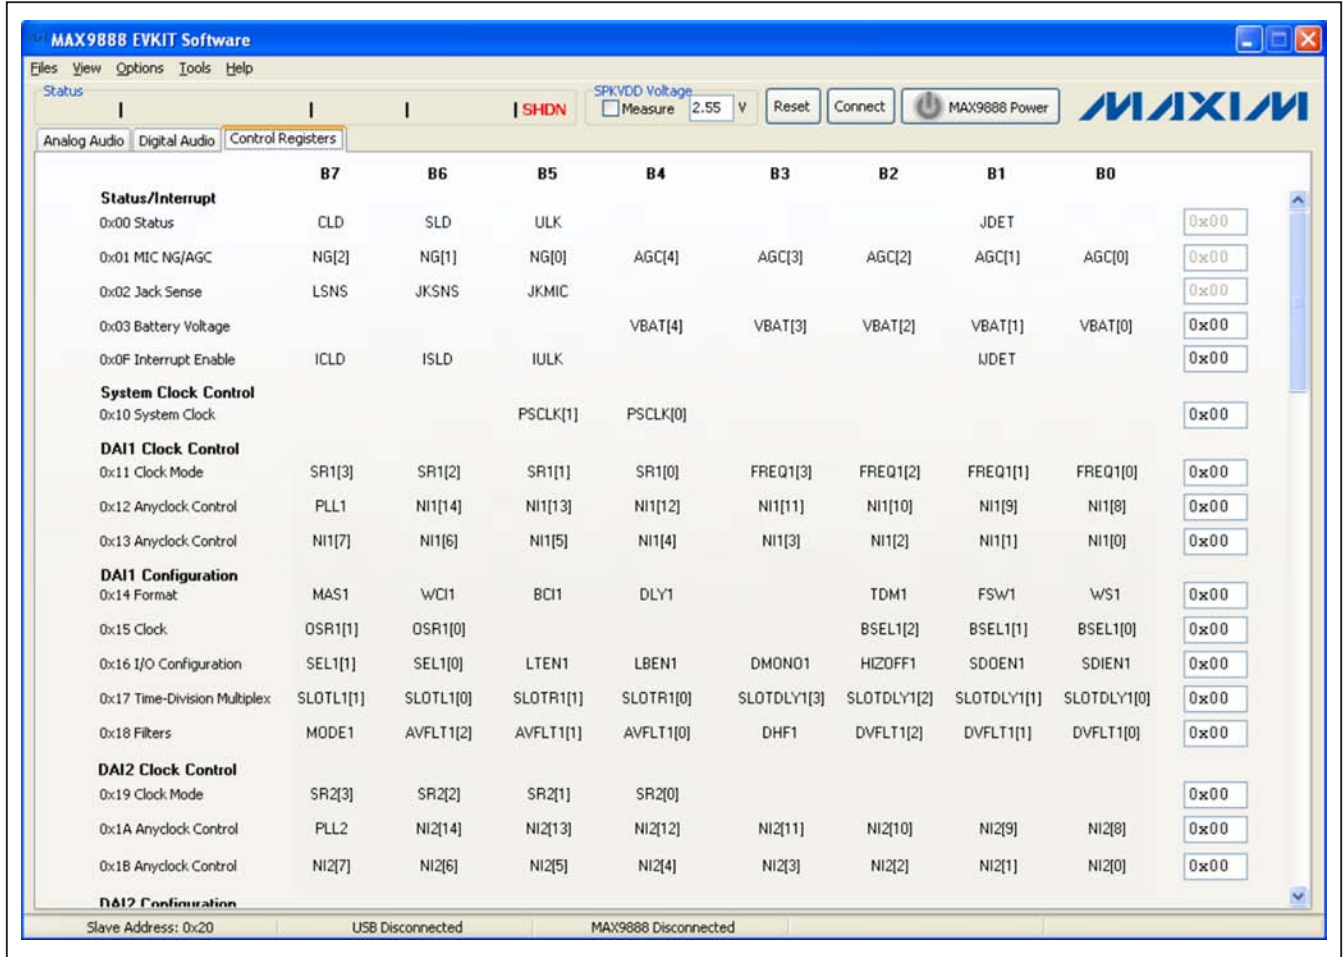 MAX9888 EVKIT Software
Files View Options Tools Help
Status SPKVDD Voltage
SHDN Measure 2.55 V Reset Connect MAX9888 Power MAXIM
Analog Audio Digital Audio Control Registers
B7 B6 B5 B4 B3 B2 B1 B0
Status/Interrupt
0x00 Status CLD SLD ULK JDET 0x00
0x01 MIC NG/AGC NG[2] NG[1] NG[0] AGC[4] AGC[3] AGC[2] AGC[1] AGC[0] 0x00
0x02 Jack Sense LSNS JKSNS JKMIC 0x00
0x03 Battery Voltage VBAT[4] VBAT[3] VBAT[2] VBAT[1] VBAT[0] 0x00
0x0F Interrupt Enable ICLD ISLD IULK IJDET 0x00
System Clock Control
0x10 System Clock PSCLK[1] PSCLK[0] 0x00
DAI1 Clock Control
0x11 Clock Mode SR1[3] SR1[2] SR1[1] SR1[0] FREQ1[3] FREQ1[2] FREQ1[1] FREQ1[0] 0x00
0x12 Anyclock Control PLL1 NI1[14] NI1[13] NI1[12] NI1[11] NI1[10] NI1[9] NI1[8] 0x00
0x13 Anyclock Control NI1[7] NI1[6] NI1[5] NI1[4] NI1[3] NI1[2] NI1[1] NI1[0] 0x00
DAI1 Configuration
0x14 Format MAS1 WCI1 BCI1 DLY1 TDM1 FSW1 WS1 0x00
0x15 Clock OSR1[1] OSR1[0] BSEL1[2] BSEL1[1] BSEL1[0] 0x00
0x16 I/O Configuration SEL1[1] SEL1[0] LTEN1 LBEN1 DMONO1 HIZOFF1 SDOEN1 SDIEN1 0x00
0x17 Time-Division Multiplex SLOTL1[1] SLOTL1[0] SLOTR1[1] SLOTR1[0] SLOTDLY1[3] SLOTDLY1[2] SLOTDLY1[1] SLOTDLY1[0] 0x00
0x18 Filters MODE1 AVFLT1[2] AVFLT1[1] AVFLT1[0] DHF1 DVFLT1[2] DVFLT1[1] DVFLT1[0] 0x00
DAI2 Clock Control
0x19 Clock Mode SR2[3] SR2[2] SR2[1] SR2[0] 0x00
0x1A Anyclock Control PLL2 NI2[14] NI2[13] NI2[12] NI2[11] NI2[10] NI2[9] NI2[8] 0x00
0x1B Anyclock Control NI2[7] NI2[6] NI2[5] NI2[4] NI2[3] NI2[2] NI2[1] NI2[0] 0x00
DAI2 Configuration
Slave Address: 0x20 USB Disconnected MAX9888 Disconnected